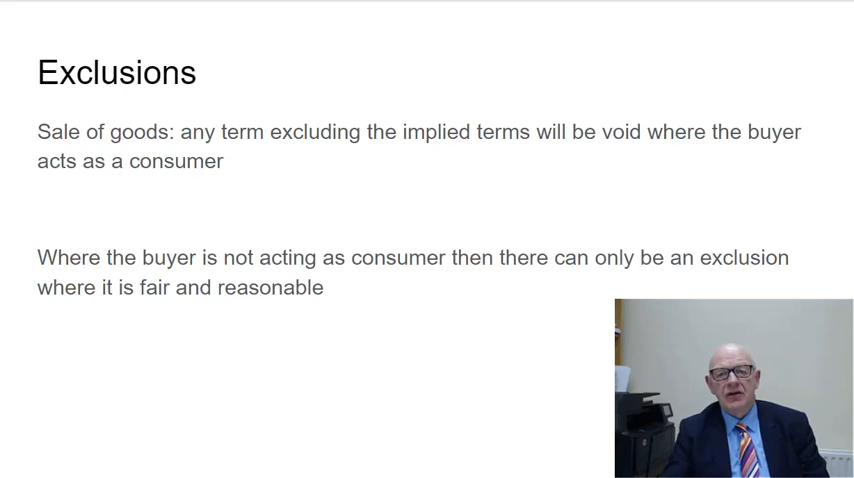 Exclusions
Sale of goods: any term excluding the implied terms will be void where the buyer
acts as a consumer
Where the buyer is not acting as consumer then there can only be an exclusion
where it is fair and reasonable